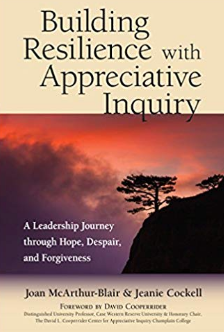 Building
Resilience with
Appreciative
Inquiry
A Leadership Journey
through Hope, Despair,
and Forgiveness
Joan McArthur-Blair & Jeanie Cockell
Foreword by David Cooperrider
Distinguished University Professor, Case Western Reserve University & Honorary Chair,
The David L. Cooperrider Center for Appreciative Inquiry Champlain College